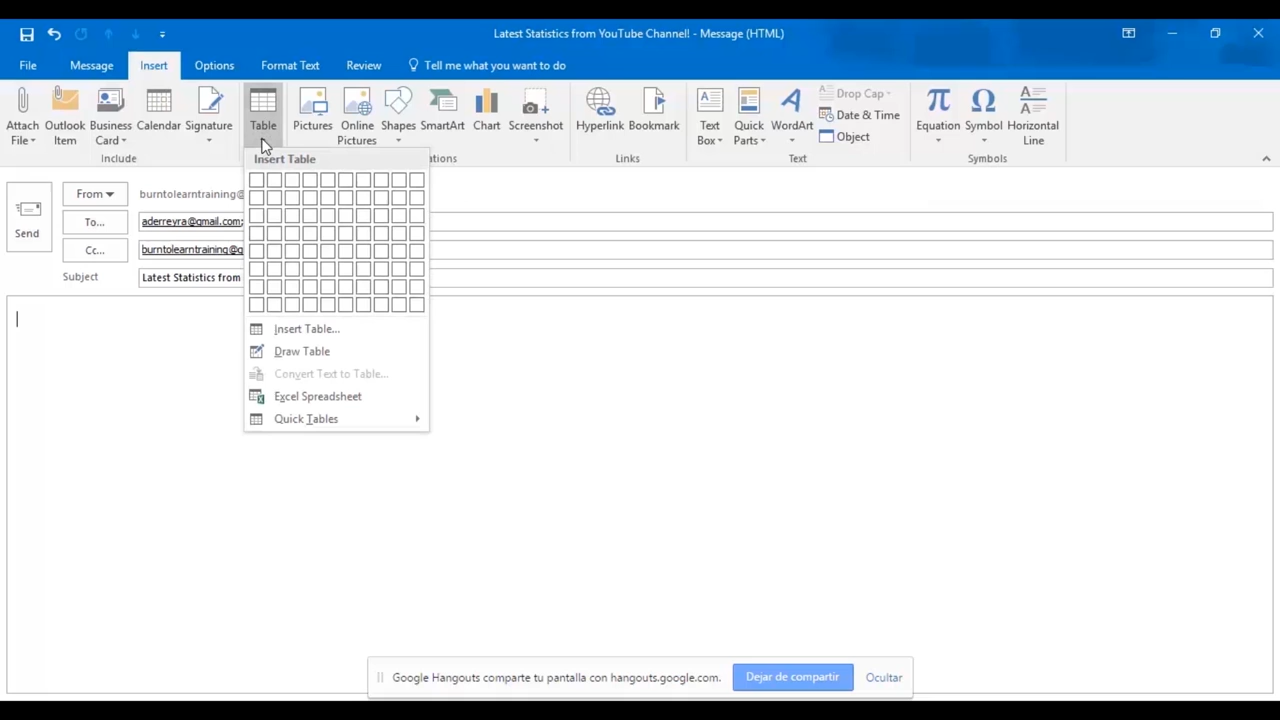 Latest Statistics from YouTube Channel! - Message (HTML)
File Message Insert Options Format Text Review Tell me what you want to do
Attach File
Outlook Item
Business Card
Calendar
Signature
Table
Pictures
Online Pictures
Shapes
SmartArt
Chart
Screenshot
Hyperlink
Bookmark
Text Box
Quick Parts
WordArt
Drop Cap
Date & Time
Object
Equation
Symbol
Horizontal Line
Include
Links
Text
Symbols
Insert Table
Insert Table...
Draw Table
Convert Text to Table...
Excel Spreadsheet
Quick Tables
Send
From burntolearntraining@
To... aderreyra@gmail.com;
Cc... burntolearntraining@g
Subject Latest Statistics from
Google Hangouts comparte tu pantalla con hangouts.google.com. Dejar de compartir Ocultar